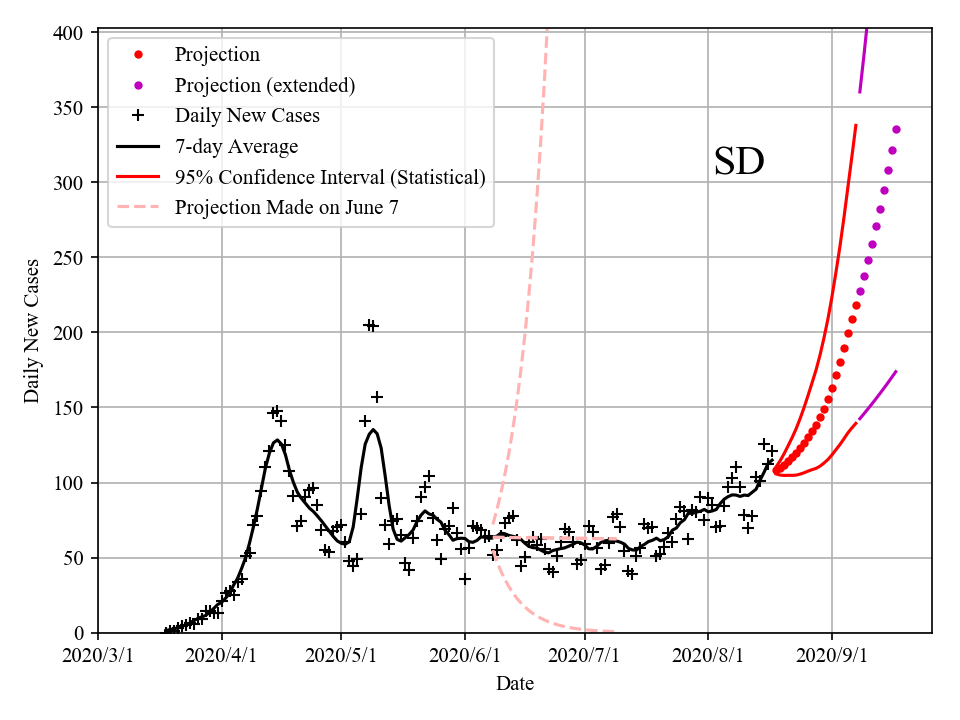 400
350
300
250
200
150
100
50
0
Daily New Cases
Projection
Projection (extended)
Daily New Cases
7-day Average
95% Confidence Interval (Statistical)
Projection Made on June 7
SD
2020/3/1
2020/4/1
2020/5/1
2020/6/1
2020/7/1
2020/8/1
2020/9/1
Date